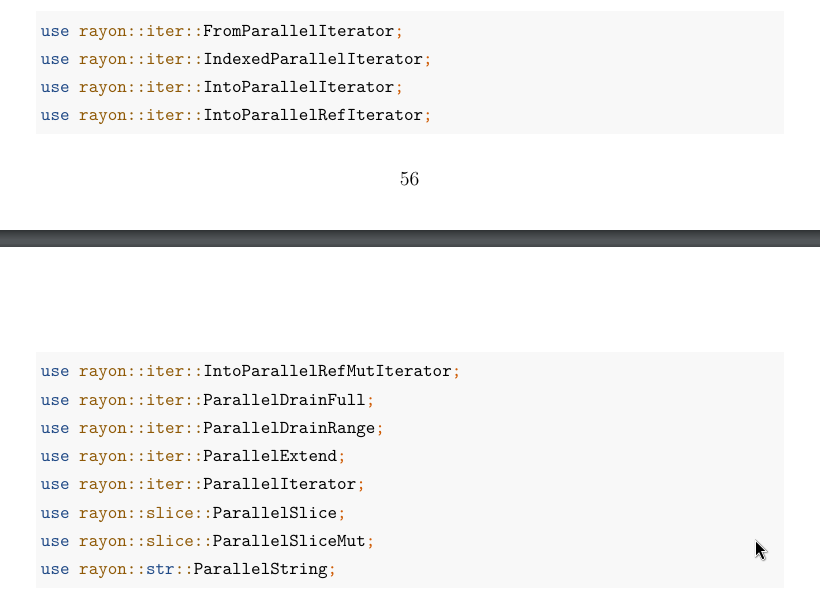 use rayon::iter::FromParallelIterator;
use rayon::iter::IndexedParallelIterator;
use rayon::iter::IntoParallelIterator;
use rayon::iter::IntoParallelRefIterator;
56
use rayon::iter::IntoParallelRefMutIterator;
use rayon::iter::ParallelDrainFull;
use rayon::iter::ParallelDrainRange;
use rayon::iter::ParallelExtend;
use rayon::iter::ParallelIterator;
use rayon::slice::ParallelSlice;
use rayon::slice::ParallelSliceMut;
use rayon::str::ParallelString;